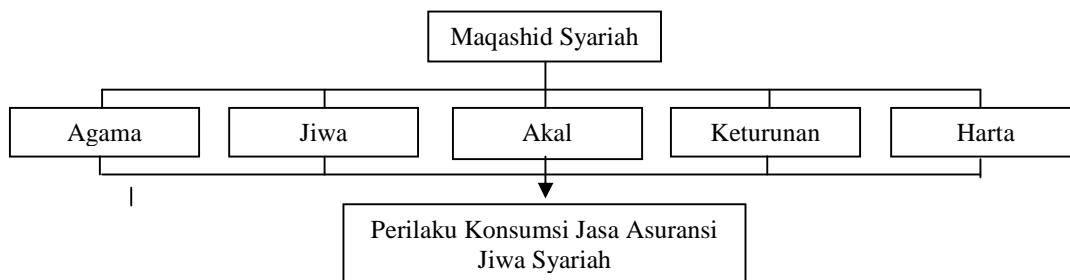 Maqashid Syariah
Agama
Jiwa
Akal
Keturunan
Harta
Perilaku Konsumsi Jasa Asuransi
Jiwa Syariah